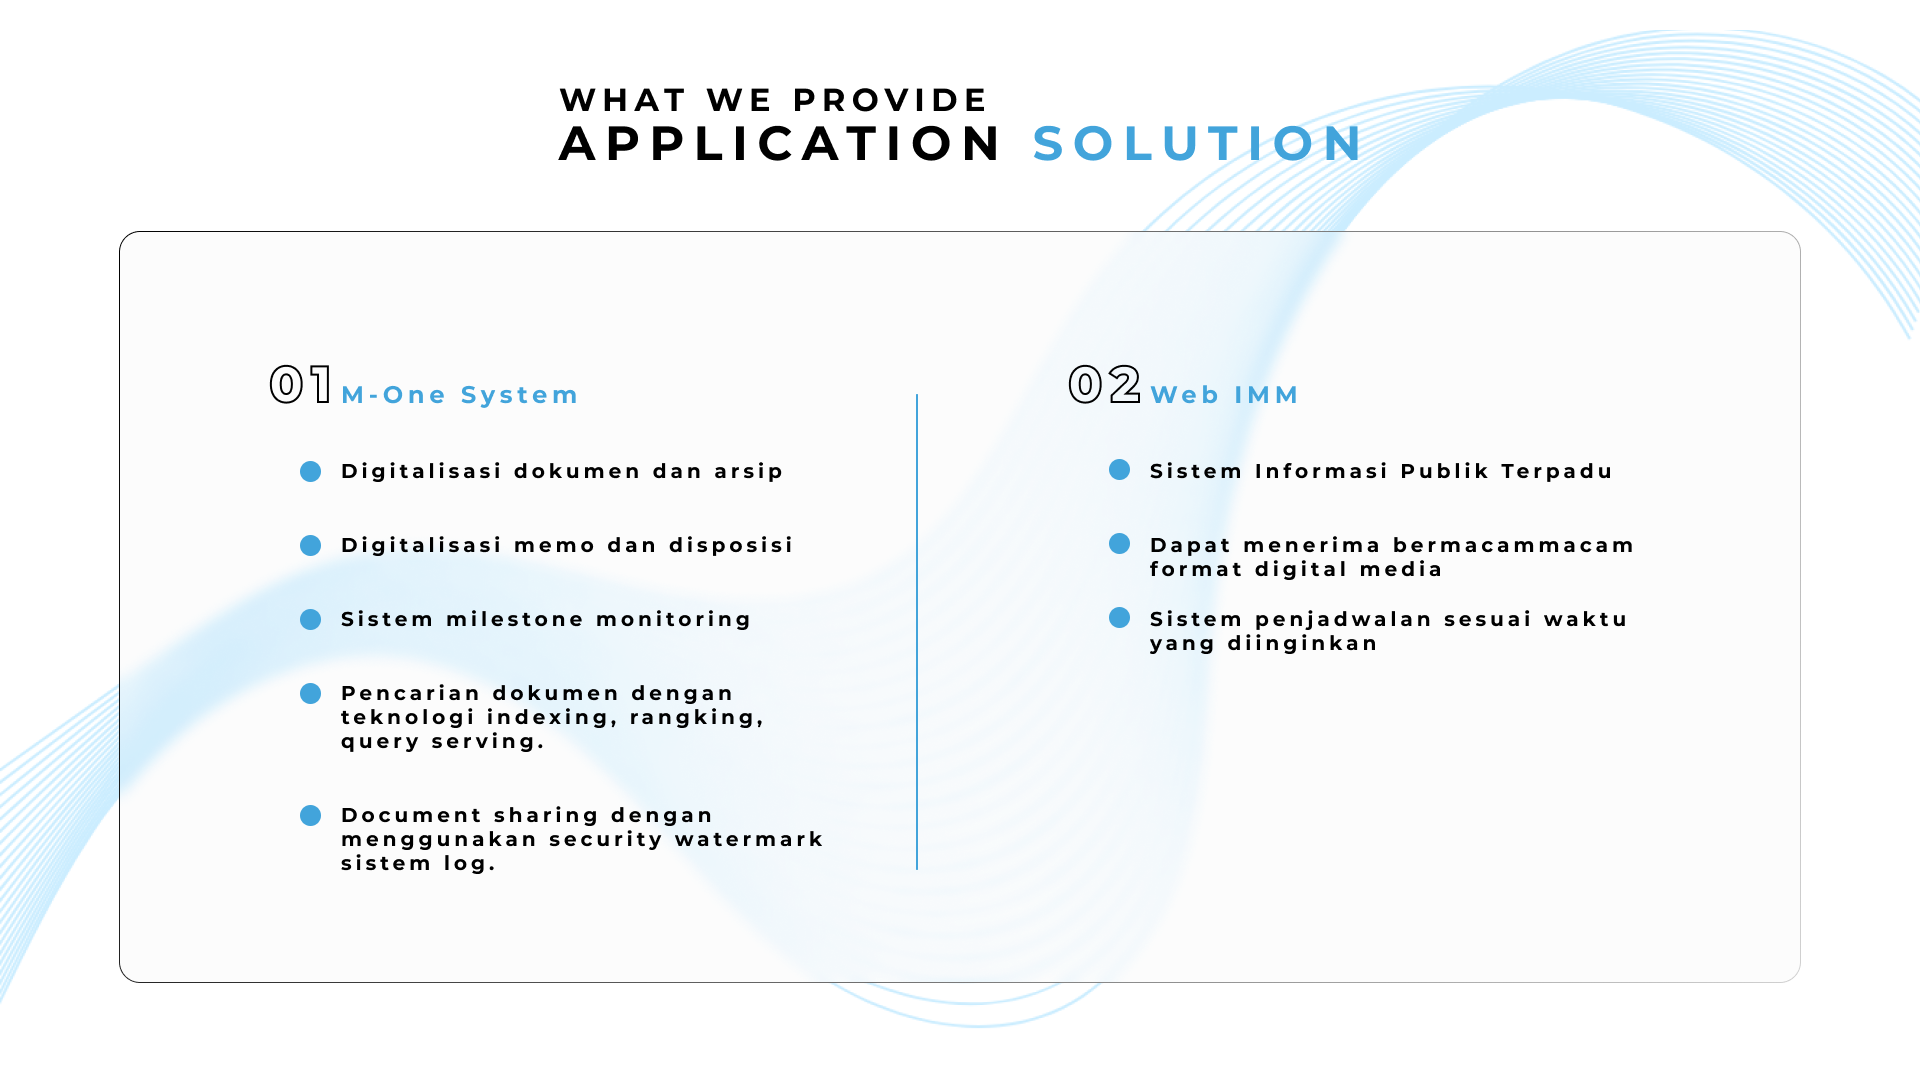 WHAT WE PROVIDE
APPLICATION SOLUTION
01 M-One System
Digitalisasi dokumen dan arsip
Digitalisasi memo dan disposisi
Sistem milestone monitoring
Pencarian dokumen dengan
teknologi indexing, rangking,
query serving.
Document sharing dengan
menggunakan security watermark
sistem log.
02 Web IMM
Sistem Informasi Publik Terpadu
Dapat menerima bermacammacam
format digital media
Sistem penjadwalan sesuai waktu
yang diinginkan